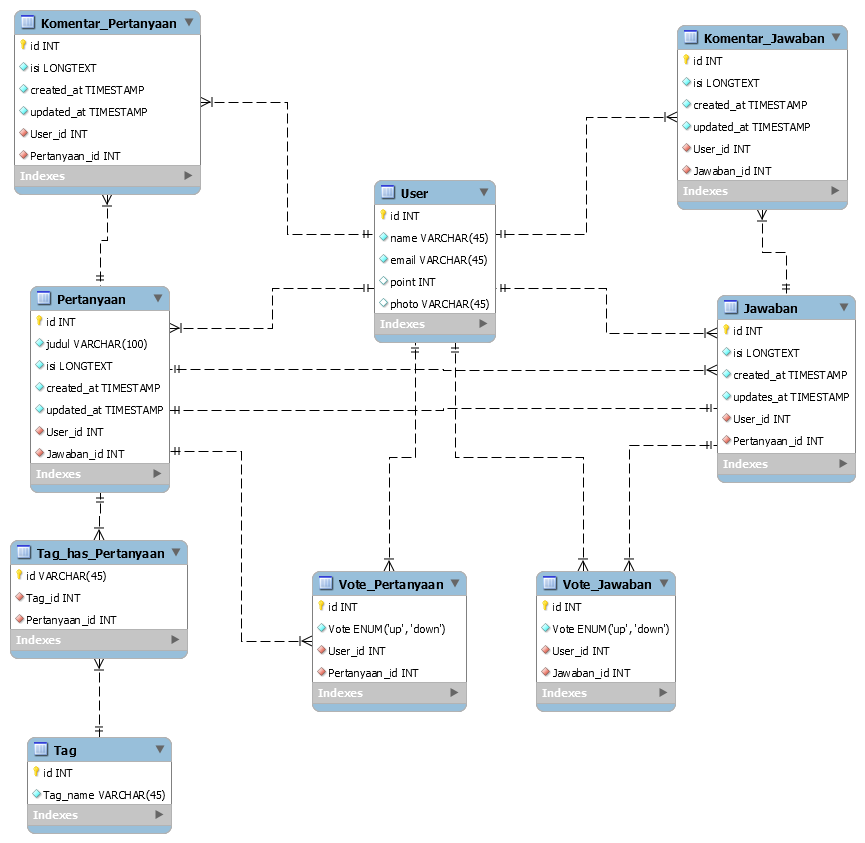 Komentar_Pertanyaan
id INT
isi LONGTEXT
created_at TIMESTAMP
updated_at TIMESTAMP
User_id INT
Pertanyaan_id INT
Indexes
Komentar_Jawaban
id INT
isi LONGTEXT
created_at TIMESTAMP
updated_at TIMESTAMP
User_id INT
Jawaban_id INT
Indexes
User
id INT
name VARCHAR(45)
email VARCHAR(45)
point INT
photo VARCHAR(45)
Indexes
Pertanyaan
id INT
judul VARCHAR(100)
isi LONGTEXT
created_at TIMESTAMP
updated_at TIMESTAMP
User_id INT
Jawaban_id INT
Indexes
Jawaban
id INT
isi LONGTEXT
created_at TIMESTAMP
updates_at TIMESTAMP
User_id INT
Pertanyaan_id INT
Indexes
Tag_has_Pertanyaan
id VARCHAR(45)
Tag_id INT
Pertanyaan_id INT
Indexes
Vote_Pertanyaan
id INT
Vote ENUM('up', 'down')
User_id INT
Pertanyaan_id INT
Indexes
Vote_Jawaban
id INT
Vote ENUM('up', 'down')
User_id INT
Jawaban_id INT
Indexes
Tag
id INT
Tag_name VARCHAR(45)
Indexes